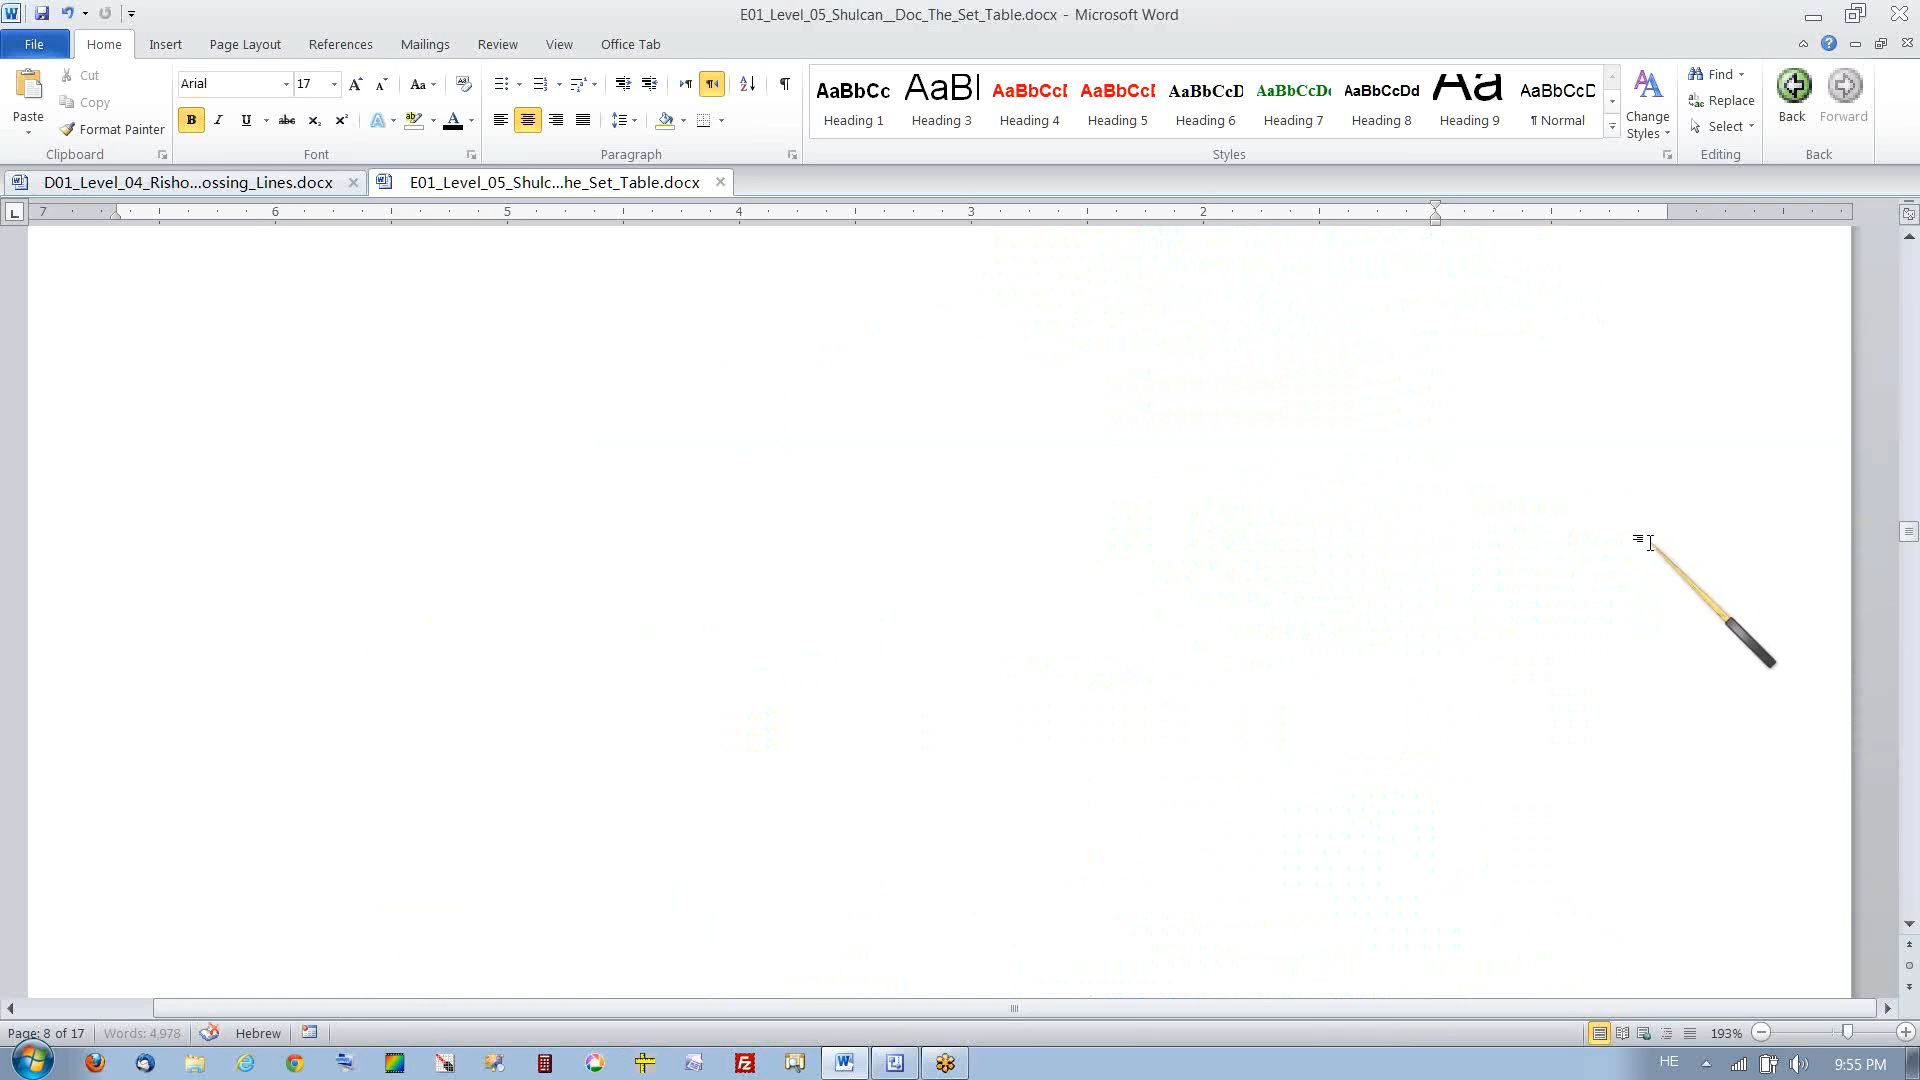 E01_Level_05_Shulcan__Doc_The_Set_Table.docx - Microsoft Word
File Home Insert Page Layout References Mailings Review View Office Tab
Paste
Cut
Copy
Format Painter
Clipboard
Arial 17
Font
Paragraph
AaBbCc AaBl AaBbCcI AaBbCcI AaBbCcD AaBbCcDc AaBbCcDd Aa AaBbCcD
Heading 1 Heading 3 Heading 4 Heading 5 Heading 6 Heading 7 Heading 8 Heading 9 ¶ Normal
Styles
Change
Styles
Find
Replace
Select
Editing
Back Forward
Back
D01_Level_04_Risho...ossing_Lines.docx E01_Level_05_Shulc...he_Set_Table.docx
7 6 5 4 3 2
Page: 8 of 17 Words: 4,978 Hebrew 193%
HE 9:55 PM